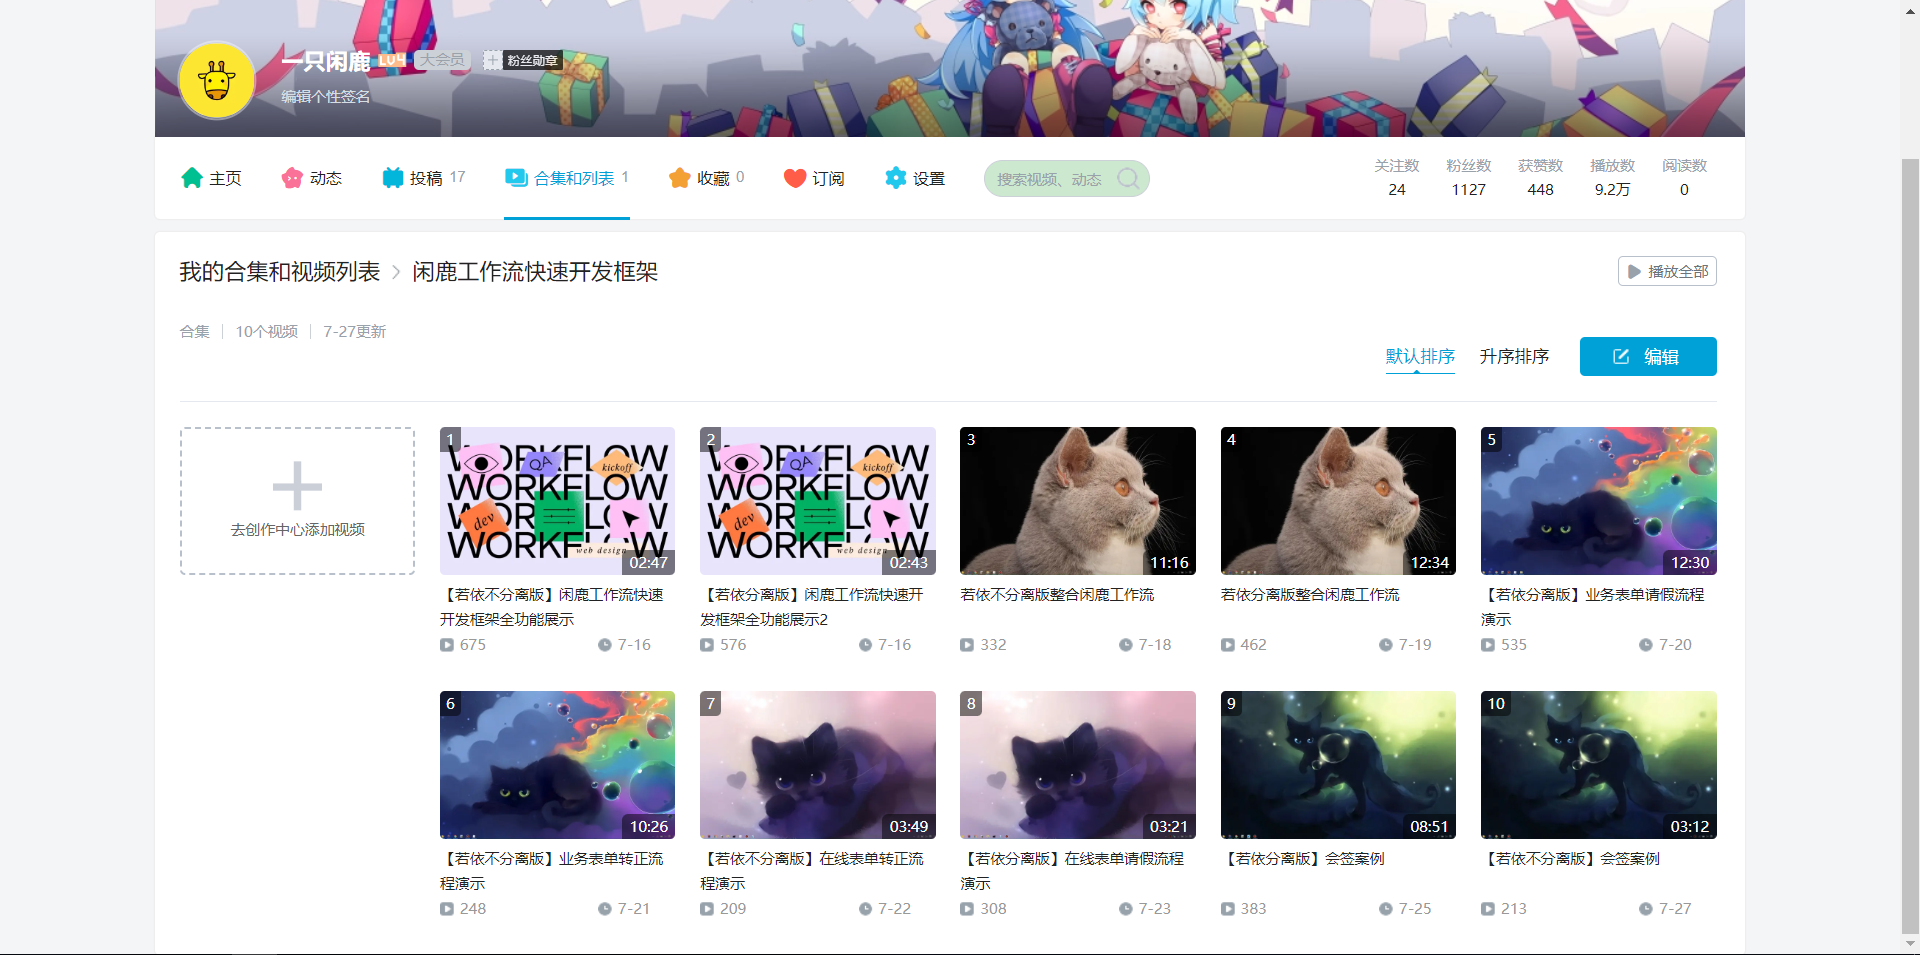 一只闲鹿 LV4 大会员 + 粉丝勋章
编辑个性签名
主页 动态 投稿 17 合集和列表 1 收藏 0 订阅 设置 搜索视频、动态
关注数 粉丝数 获赞数 播放数 阅读数
24 1127 448 9.2万 0
我的合集和视频列表 > 闲鹿工作流快速开发框架 播放全部
合集 10个视频 7-27更新
默认排序 升序排序 编辑
去创作中心添加视频
1
WORKFLOW
QA
kickoff
WORKFLOW
WORKFLOW
dev
WORKFLOW
web design
02:47
【若依不分离版】闲鹿工作流快速
开发框架全功能展示
675 7-16
2
WORKFLOW
QA
kickoff
WORKFLOW
WORKFLOW
dev
WORKFLOW
web design
02:43
【若依分离版】闲鹿工作流快速开
发框架全功能展示2
576 7-16
3
11:16
若依不分离版整合闲鹿工作流
332 7-18
4
12:34
若依分离版整合闲鹿工作流
462 7-19
5
12:30
【若依分离版】业务表单请假流程
演示
535 7-20
6
10:26
【若依不分离版】业务表单转正流
程演示
248 7-21
7
03:49
【若依不分离版】在线表单转正流
程演示
209 7-22
8
03:21
【若依分离版】在线表单请假流程
演示
308 7-23
9
08:51
【若依分离版】会签案例
383 7-25
10
03:12
【若依不分离版】会签案例
213 7-27